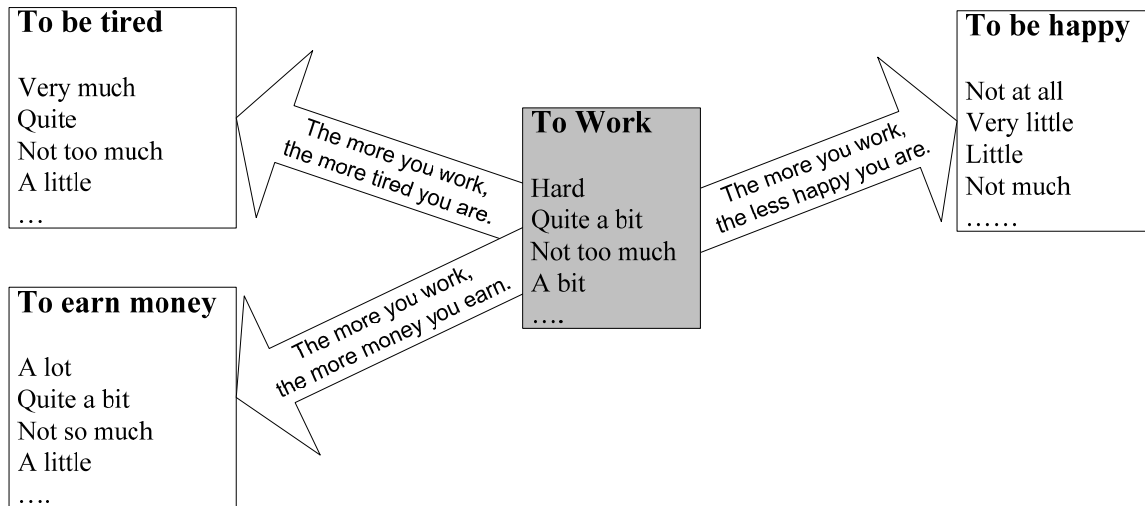 To be tired
Very much
Quite
Not too much
A little
…
The more you work,
the more tired you are.
To Work
Hard
Quite a bit
Not too much
A bit
….
The more you work,
the less happy you are.
To be happy
Not at all
Very little
Little
Not much
……
To earn money
A lot
Quite a bit
Not so much
A little
….
The more you work,
the more money you earn.